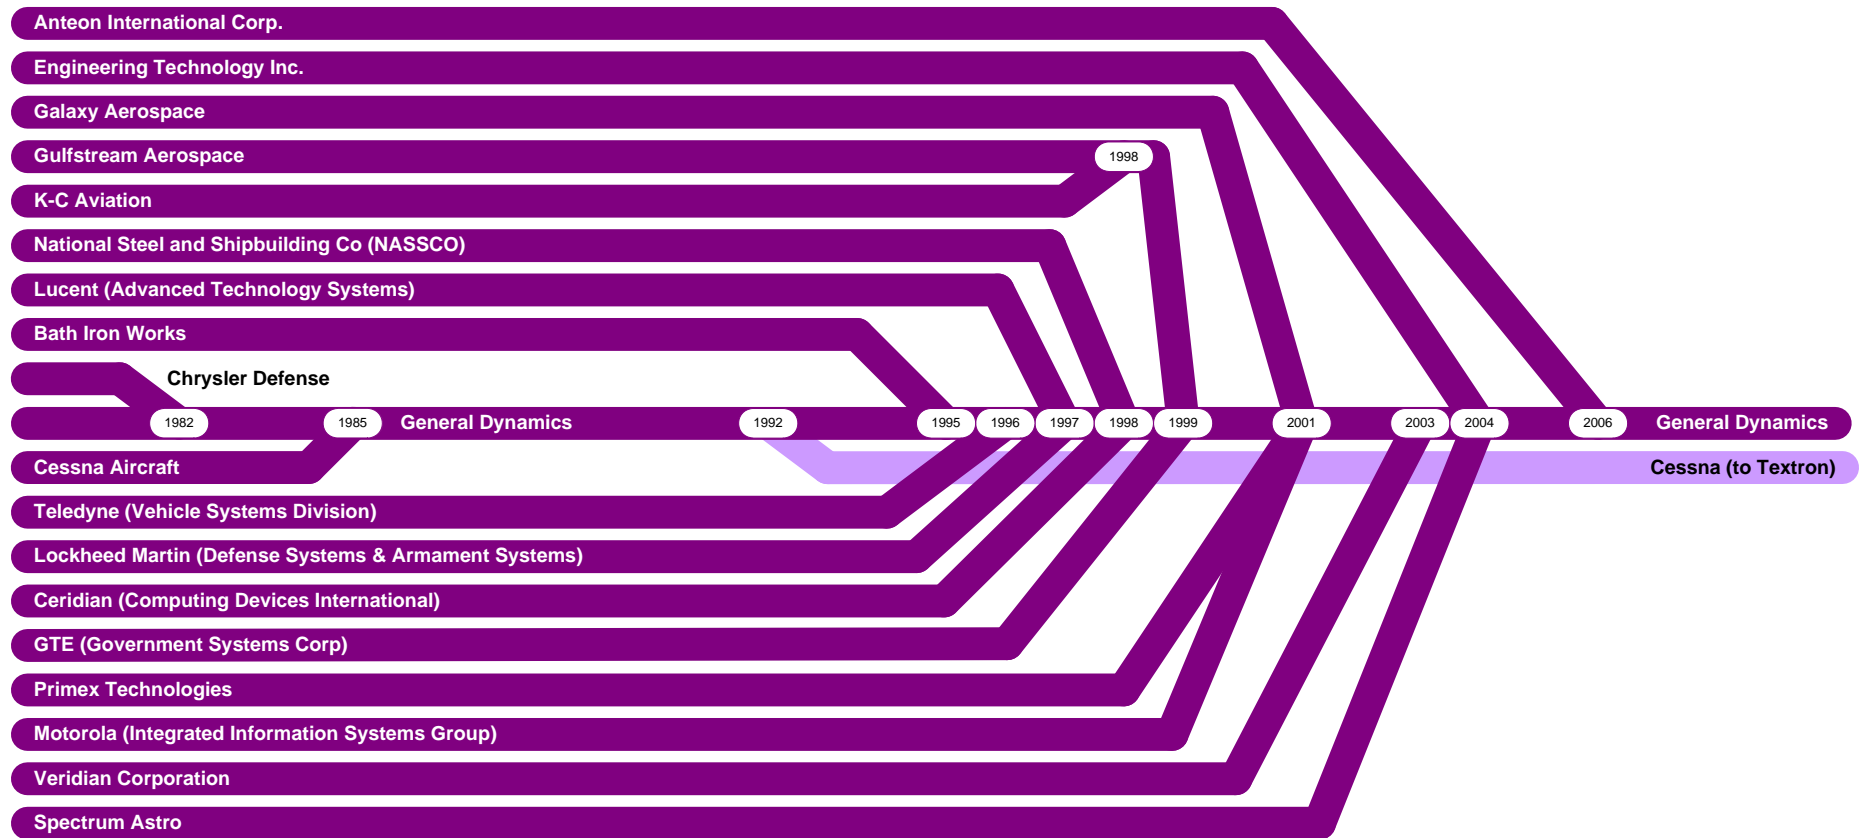 Anteon International Corp.
Engineering Technology Inc.
Galaxy Aerospace
Gulfstream Aerospace
1998
K-C Aviation
National Steel and Shipbuilding Co (NASSCO)
Lucent (Advanced Technology Systems)
Bath Iron Works
Chrysler Defense
1982 1985 General Dynamics 1992 1995 1996 1997 1998 1999 2001 2003 2004 2006 General Dynamics
Cessna Aircraft
Cessna (to Textron)
Teledyne (Vehicle Systems Division)
Lockheed Martin (Defense Systems & Armament Systems)
Ceridian (Computing Devices International)
GTE (Government Systems Corp)
Primex Technologies
Motorola (Integrated Information Systems Group)
Veridian Corporation
Spectrum Astro